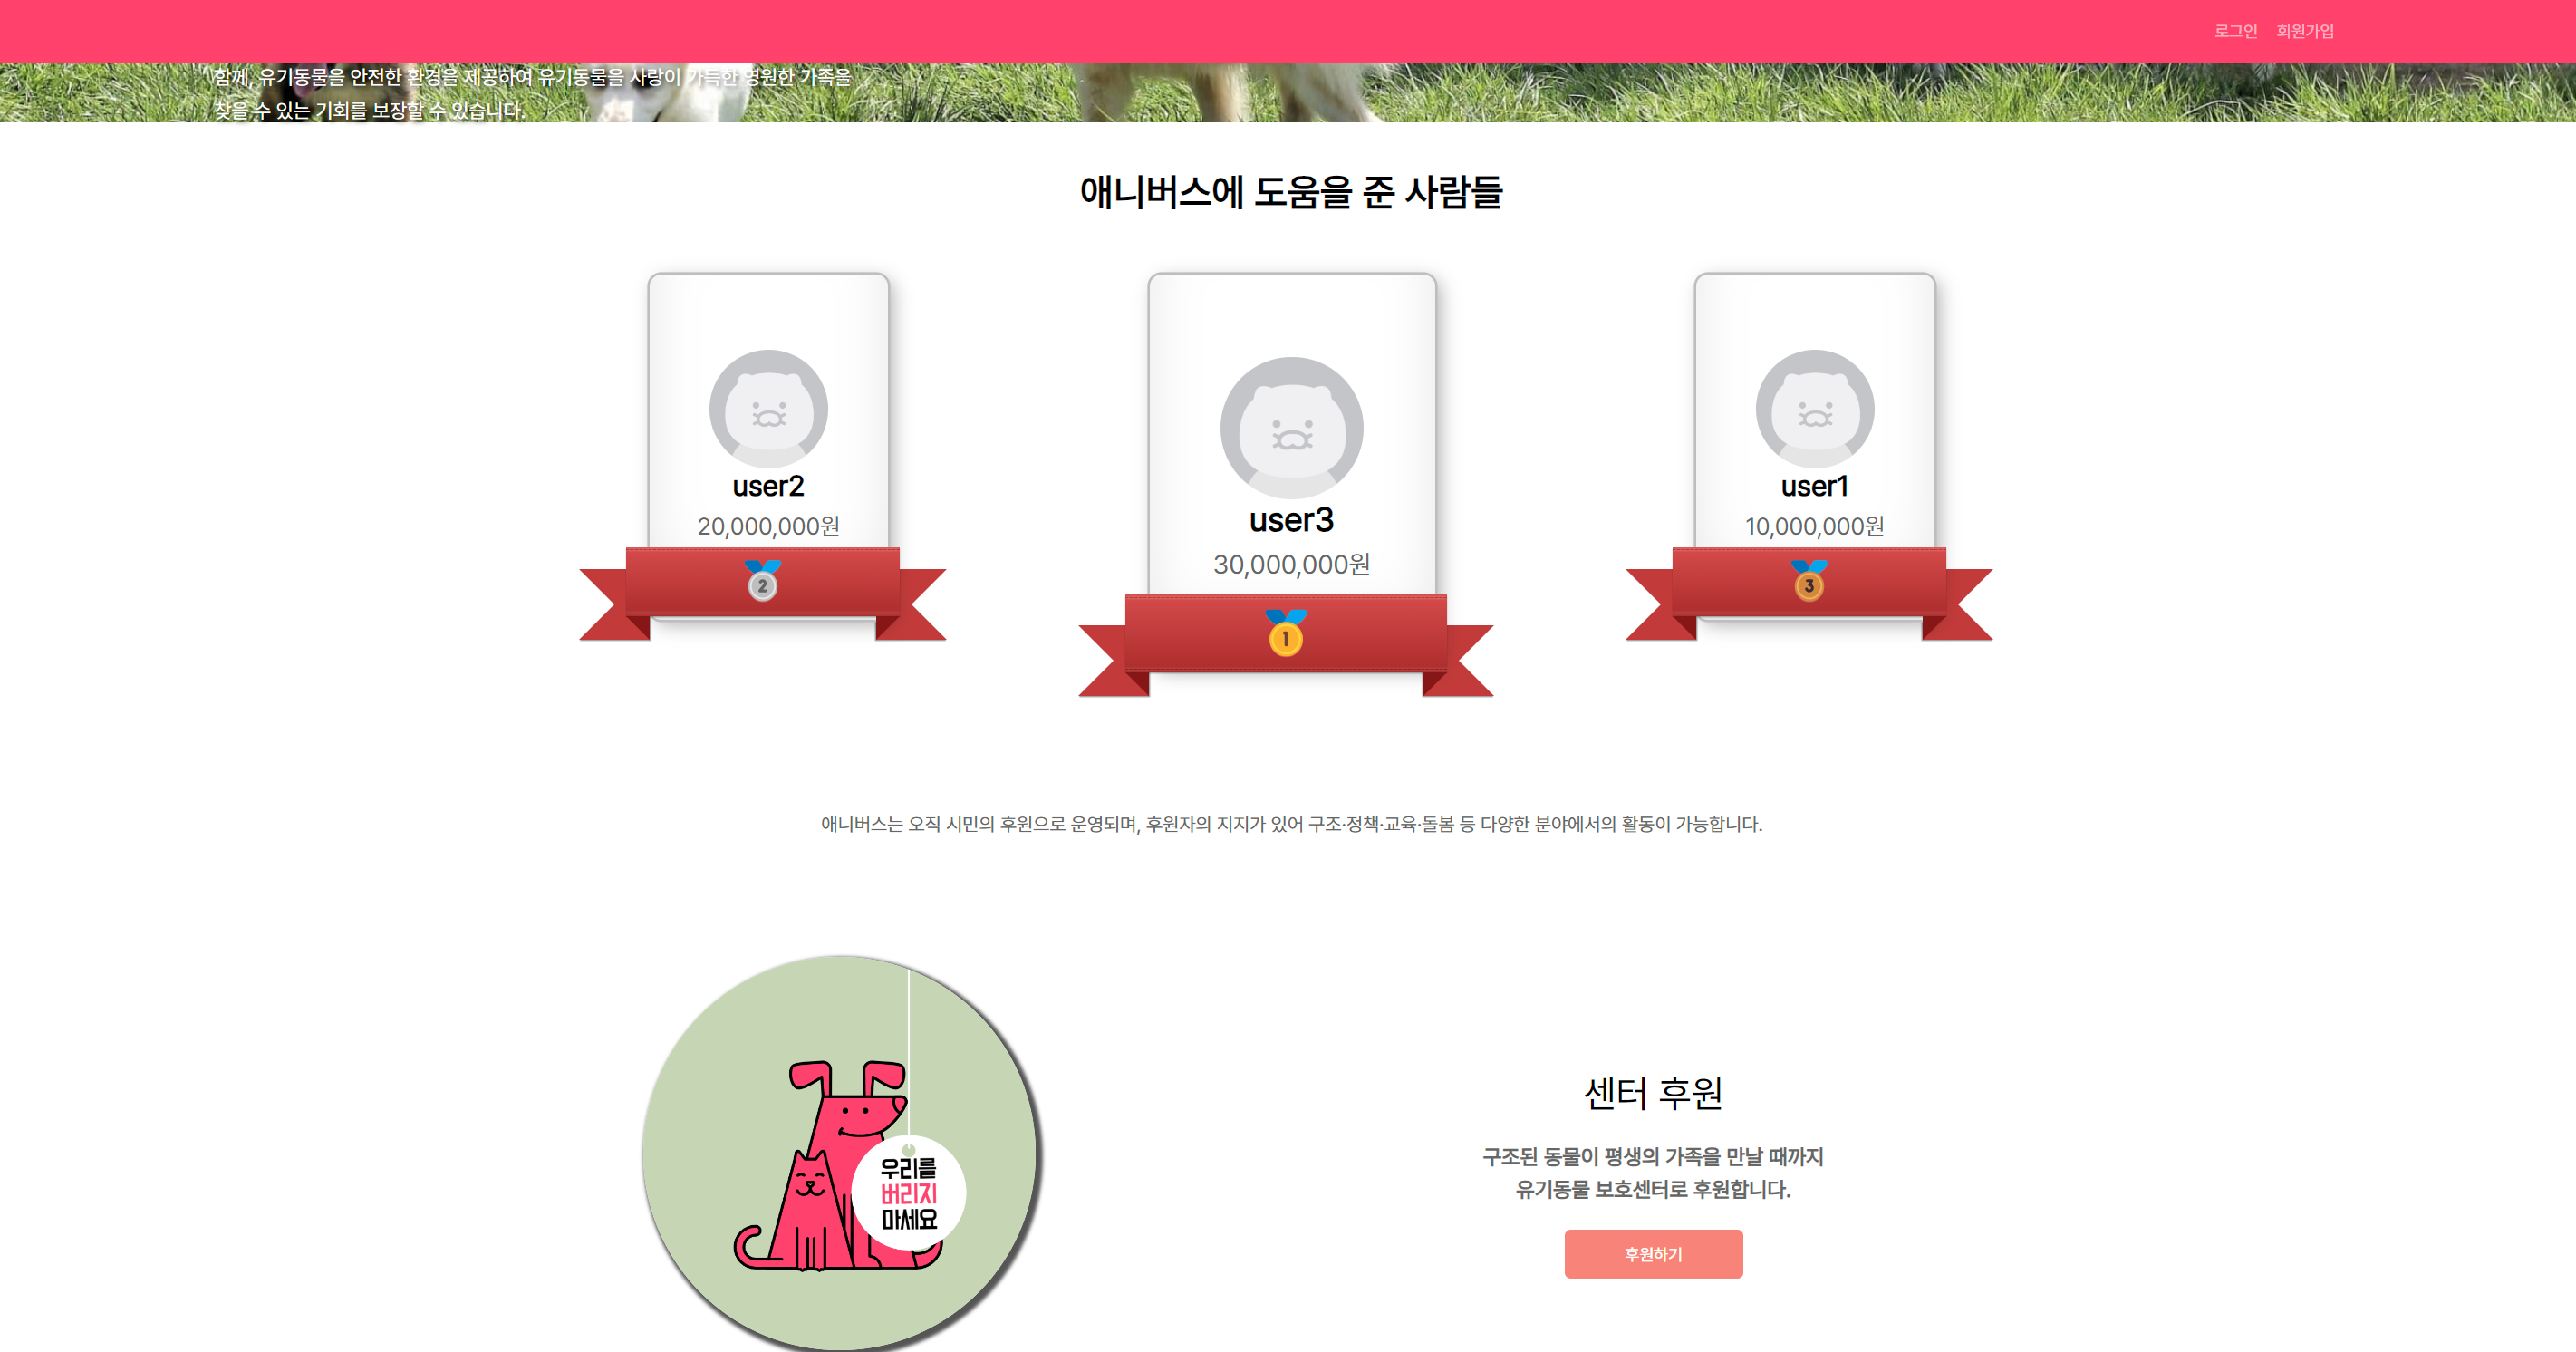 로그인 회원가입
함께, 유기동물을 안전한 환경을 제공하여 유기동물을 사랑이 가득한 영원한 가족을
찾을 수 있는 기회를 보장할 수 있습니다.
애니버스에 도움을 준 사람들
user2
20,000,000원
2
user3
30,000,000원
1
user1
10,000,000원
3
애니버스는 오직 시민의 후원으로 운영되며, 후원자의 지지가 있어 구조·정책·교육·돌봄 등 다양한 분야에서의 활동이 가능합니다.
우리를
버리지
마세요
센터 후원
구조된 동물이 평생의 가족을 만날 때까지
유기동물 보호센터로 후원합니다.
후원하기